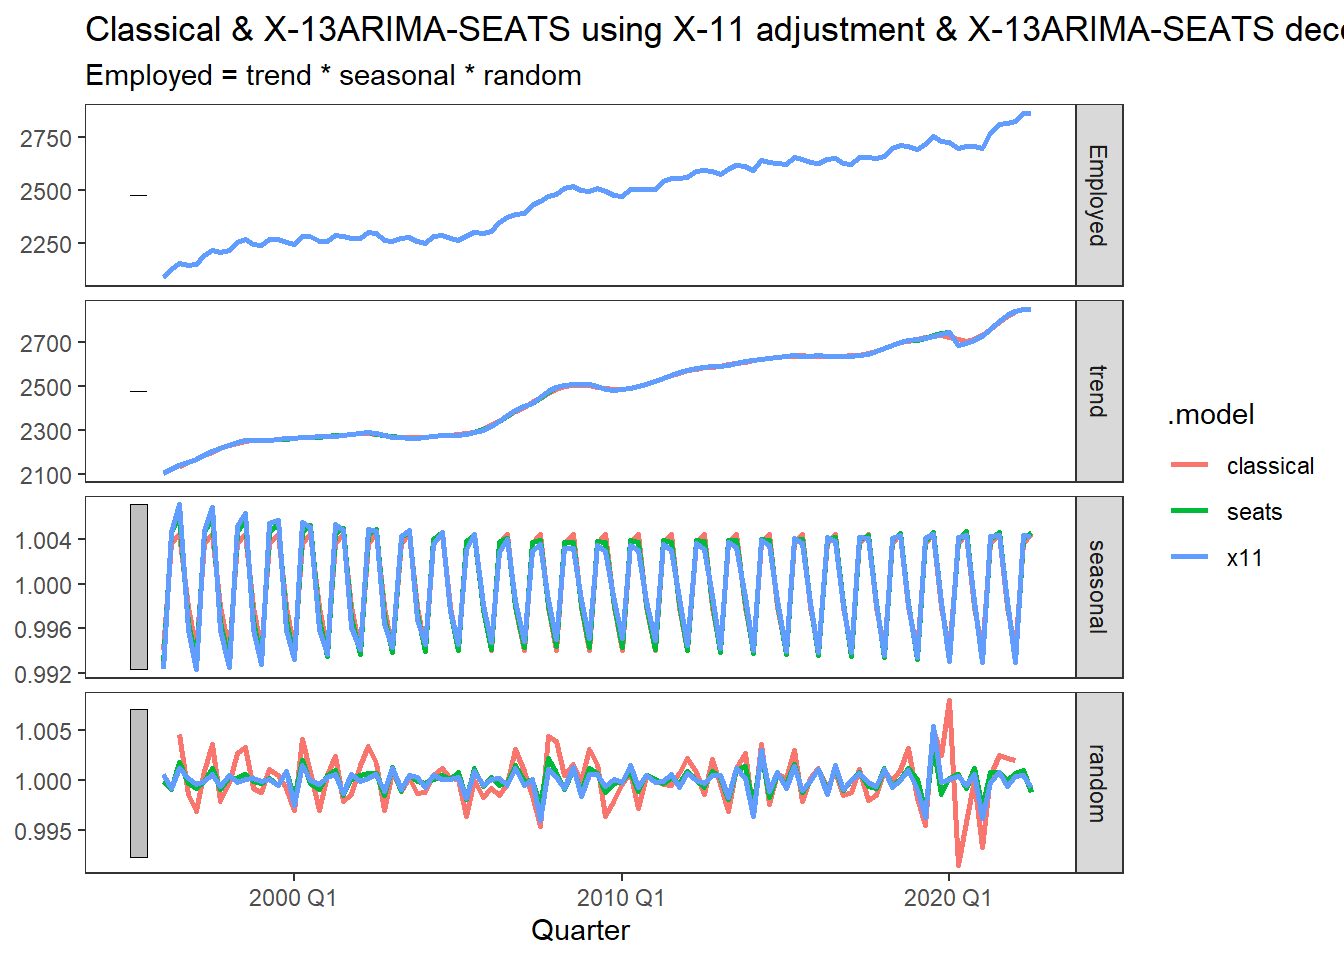 Classical & X-13ARIMA-SEATS using X-11 adjustment & X-13ARIMA-SEATS
Employed = trend * seasonal * random
2750
2500
2250
Employed
2700
2500
2300
2100
trend
1.004
1.000
0.996
0.992
seasonal
1.005
1.000
0.995
random
2000 Q1
2010 Q1
2020 Q1
Quarter
.model
classical
seats
x11